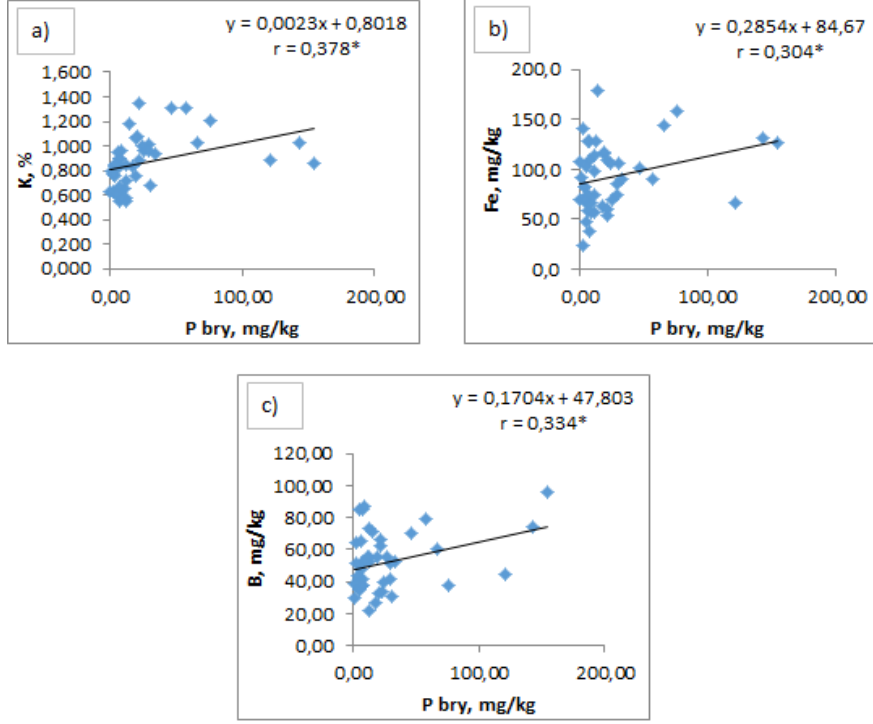 a)
y = 0,0023x + 0,8018
r = 0,378*
K, %
1,600
1,400
1,200
1,000
0,800
0,600
0,400
0,200
0,000
0,00 100,00 200,00
P bry, mg/kg
b)
y = 0,2854x + 84,67
r = 0,304*
Fe, mg/kg
200,0
150,0
100,0
50,0
0,0
0,00 100,00 200,00
P bry, mg/kg
c)
y = 0,1704x + 47,803
r = 0,334*
B, mg/kg
120,00
100,00
80,00
60,00
40,00
20,00
0,00
0,00 100,00 200,00
P bry, mg/kg